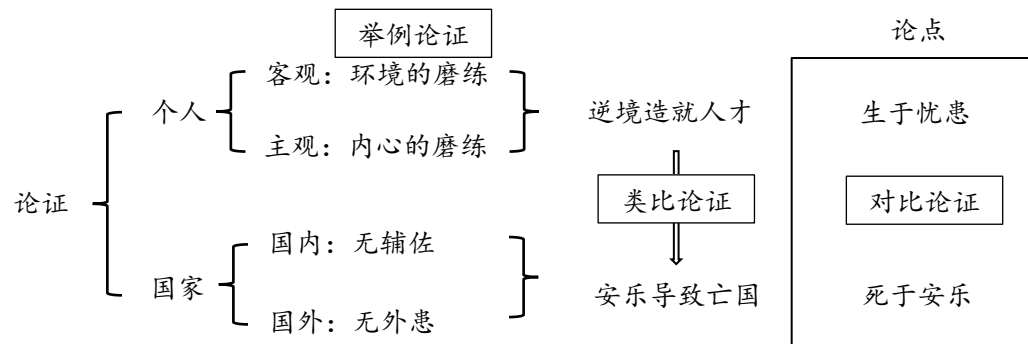 举例论证
论点
客观：环境的磨练
个人
逆境造就人才
生于忧患
主观：内心的磨练
论证
类比论证
对比论证
国内：无辅佐
国家
安乐导致亡国
死于安乐
国外：无外患